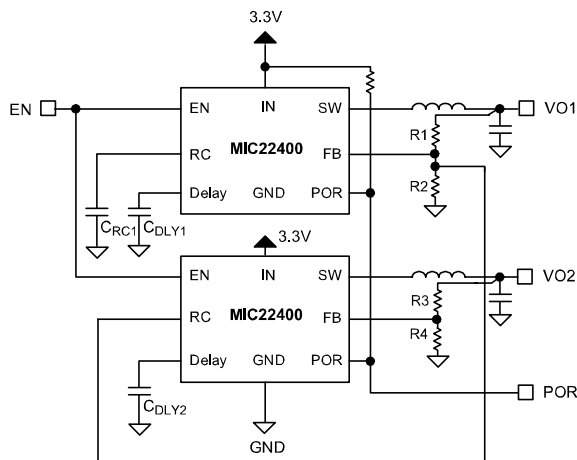 3.3V
EN
EN
IN
SW
VO1
R1
RC
MIC22400
FB
R2
Delay
GND
POR
CRC1
CDLY1
3.3V
EN
IN
SW
VO2
R3
RC
MIC22400
FB
R4
Delay
GND
POR
POR
CDLY2
GND